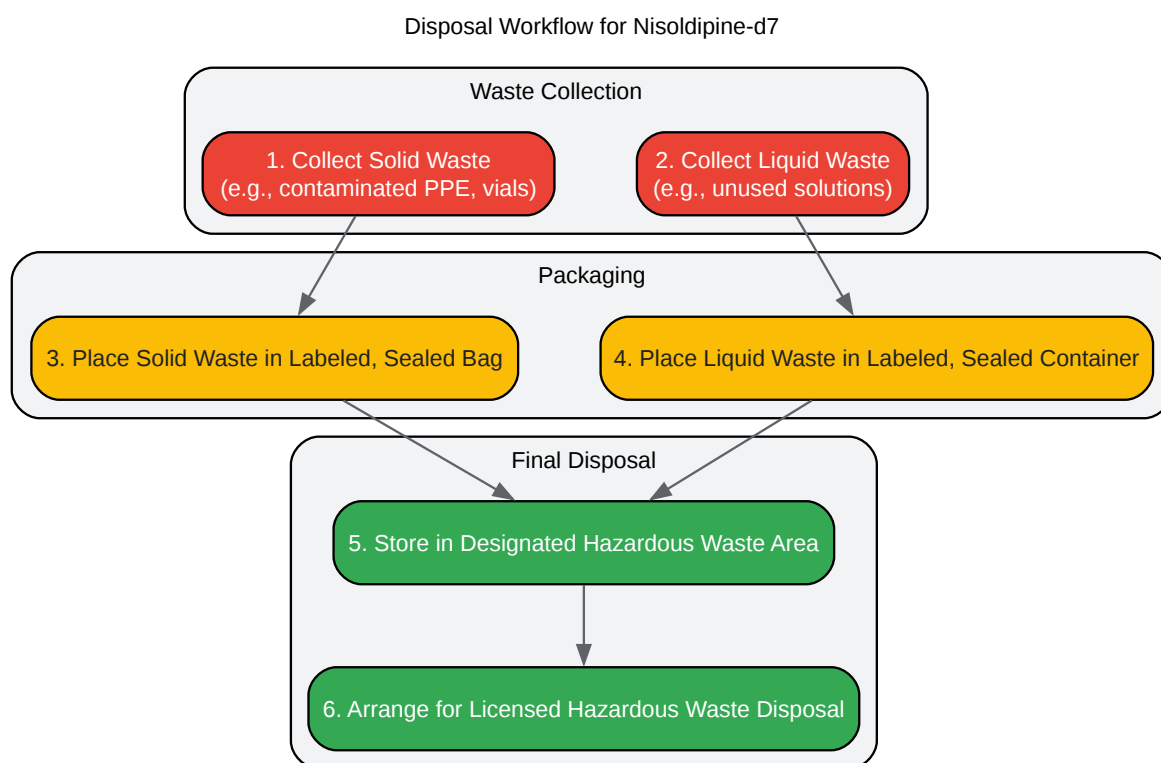 Disposal Workflow for Nisoldipine-d7
Waste Collection
1. Collect Solid Waste
(e.g., contaminated PPE, vials)
2. Collect Liquid Waste
(e.g., unused solutions)
Packaging
3. Place Solid Waste in Labeled, Sealed Bag
4. Place Liquid Waste in Labeled, Sealed Container
Final Disposal
5. Store in Designated Hazardous Waste Area
6. Arrange for Licensed Hazardous Waste Disposal